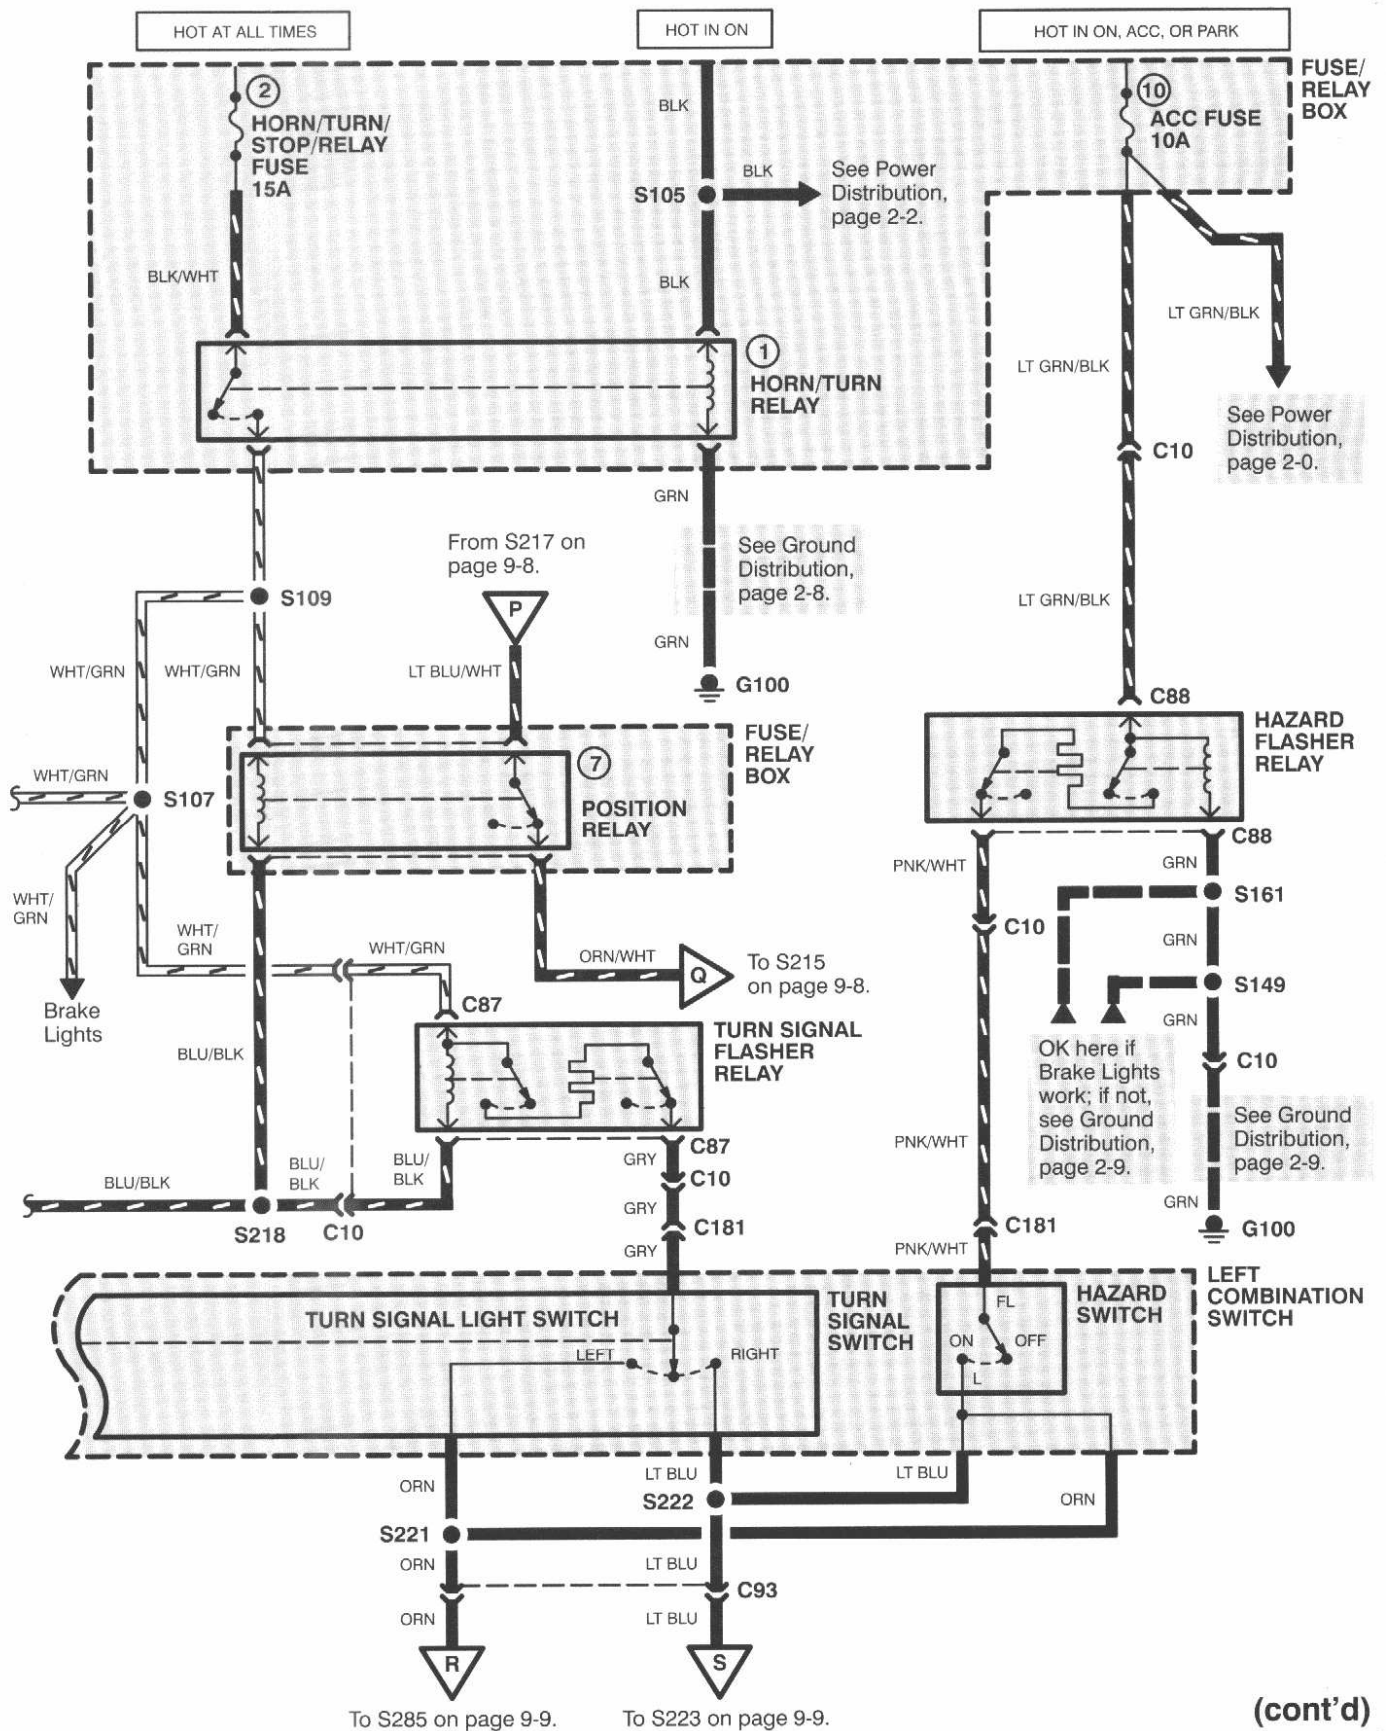 HOT AT ALL TIMES
HOT IN ON
HOT IN ON, ACC, OR PARK
2
HORN/TURN/
STOP/RELAY
FUSE
15A
BLK
10
ACC FUSE
10A
FUSE/
RELAY
BOX
S105
BLK
See Power
Distribution,
page 2-2.
BLK/WHT
BLK
LT GRN/BLK
LT GRN/BLK
1
HORN/TURN
RELAY
See Power
Distribution,
page 2-0.
C10
GRN
From S217 on
page 9-8.
See Ground
Distribution,
page 2-8.
P
S109
LT GRN/BLK
WHT/GRN
WHT/GRN
LT BLU/WHT
GRN
G100
C88
FUSE/
RELAY
BOX
HAZARD
FLASHER
RELAY
WHT/GRN
S107
7
POSITION
RELAY
C88
PNK/WHT
GRN
S161
WHT/
GRN
WHT/
GRN
WHT/GRN
ORN/WHT
Q
To S215
on page 9-8.
C10
GRN
S149
Brake
Lights
C87
GRN
TURN SIGNAL
FLASHER
RELAY
BLU/BLK
OK here if
Brake Lights
work; if not,
see Ground
Distribution,
page 2-9.
C10
See Ground
Distribution,
page 2-9.
PNK/WHT
C87
GRY
C10
BLU/BLK
BLU/
BLK
BLU/
BLK
GRY
GRN
S218
C10
C181
C181
G100
GRY
PNK/WHT
LEFT
COMBINATION
SWITCH
TURN SIGNAL LIGHT SWITCH
TURN
SIGNAL
SWITCH
HAZARD
SWITCH
FL
ON
OFF
L
LEFT
RIGHT
ORN
LT BLU
LT BLU
ORN
S222
S221
ORN
LT BLU
C93
ORN
LT BLU
R
S
To S285 on page 9-9.
To S223 on page 9-9.
(cont'd)